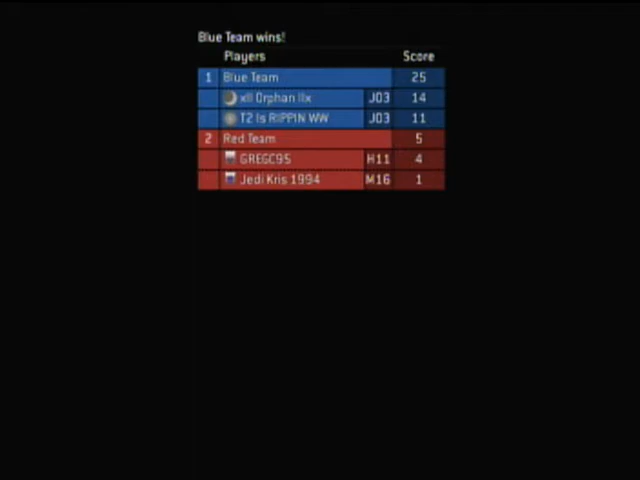 Blue Team wins!
Players Score
1 Blue Team 25
xII Orphan IIx J03 14
T2 Is RIPPIN WW J03 11
2 Red Team 5
GREGC95 H11 4
Jedi Kris 1994 M16 1